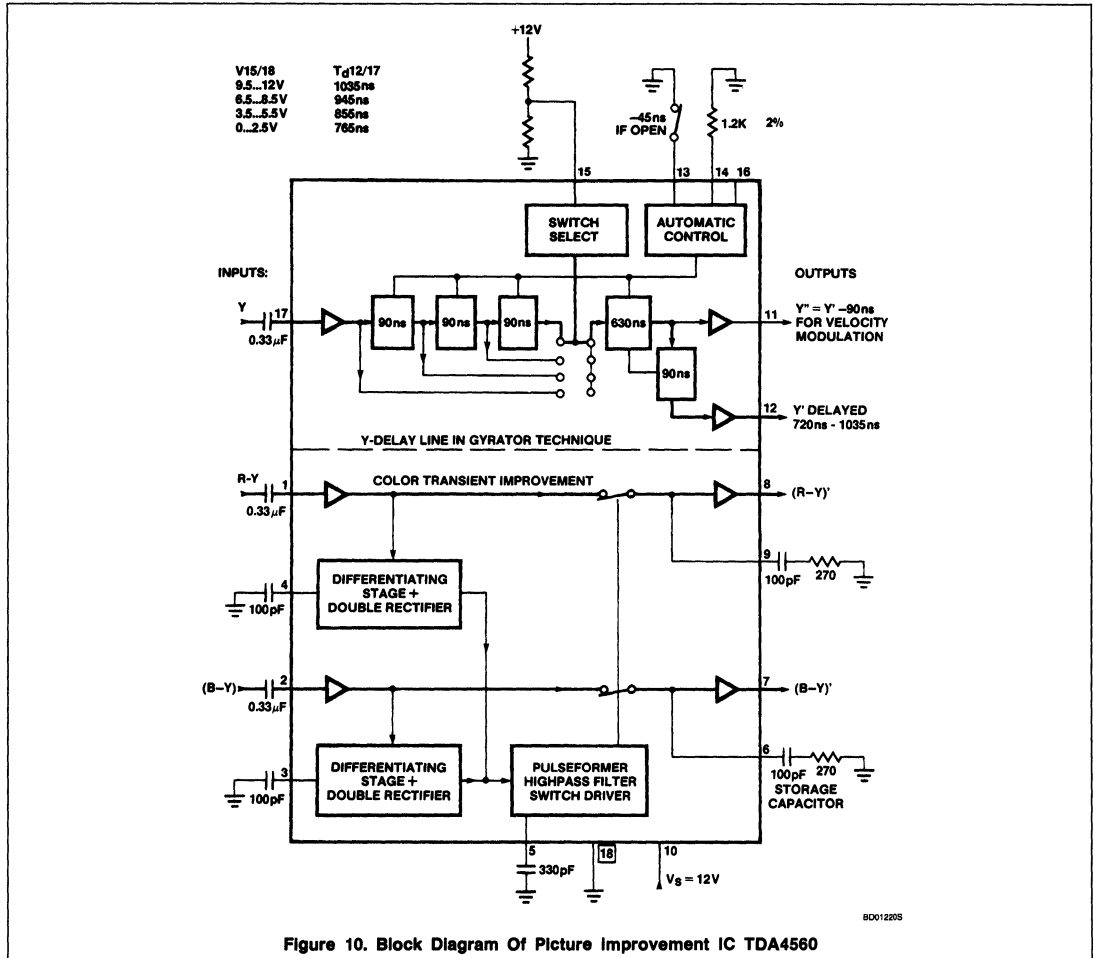 +12V
V15/18 Td12/17
9.5...12V 1035ns
6.5...8.5V 945ns
3.5...5.5V 855ns
0...2.5V 765ns
–45ns
IF OPEN
1.2K 2%
15 13 14 16
SWITCH
SELECT
AUTOMATIC
CONTROL
INPUTS:
OUTPUTS
Y
17
0.33μF
90ns 90ns 90ns 630ns
90ns
11
Y" = Y' –90ns
FOR VELOCITY
MODULATION
12
Y' DELAYED
720ns - 1035ns
Y-DELAY LINE IN GYRATOR TECHNIQUE
R-Y
1
0.33μF
COLOR TRANSIENT IMPROVEMENT
8
(R–Y)'
9
100pF 270
4
100pF
DIFFERENTIATING
STAGE +
DOUBLE RECTIFIER
(B–Y)
2
0.33μF
7
(B–Y)'
6
100pF 270
STORAGE
CAPACITOR
3
100pF
DIFFERENTIATING
STAGE +
DOUBLE RECTIFIER
PULSEFORMER
HIGHPASS FILTER
SWITCH DRIVER
5 18 10
330pF
VS = 12V
BD01220S
Figure 10. Block Diagram Of Picture Improvement IC TDA4560